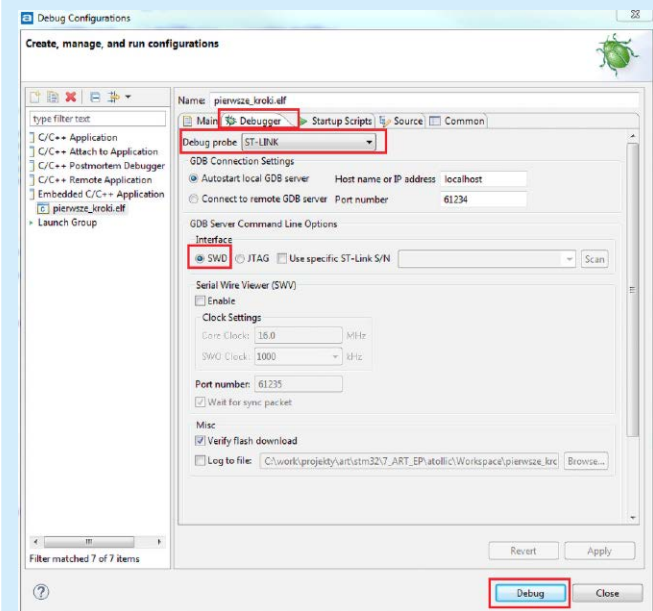 Debug Configurations
Create, manage, and run configurations
Name: pierwsze_kroki.elf
type filter text
C/C++ Application
C/C++ Attach to Application
C/C++ Postmortem Debugger
C/C++ Remote Application
Embedded C/C++ Application
pierwsze_kroki.elf
Launch Group
Filter matched 7 of 7 items
Main Debugger Startup Scripts Source Common
Debug probe ST-LINK
GDB Connection Settings
Autostart local GDB server Host name or IP address localhost
Connect to remote GDB server Port number 61234
GDB Server Command Line Options
Interface
SWD JTAG Use specific ST-Link S/N Scan
Serial Wire Viewer (SWV)
Enable
Clock Settings
Core Clock: 16.0 MHz
SWO Clock: 1000 kHz
Port number: 61235
Wait for sync packet
Misc
Verify flash download
Log to file: C:\work\projekty\art\stm32\7_ART_EP\atollic\Workspace\pierwsze_krc Browse...
Revert Apply
Debug Close